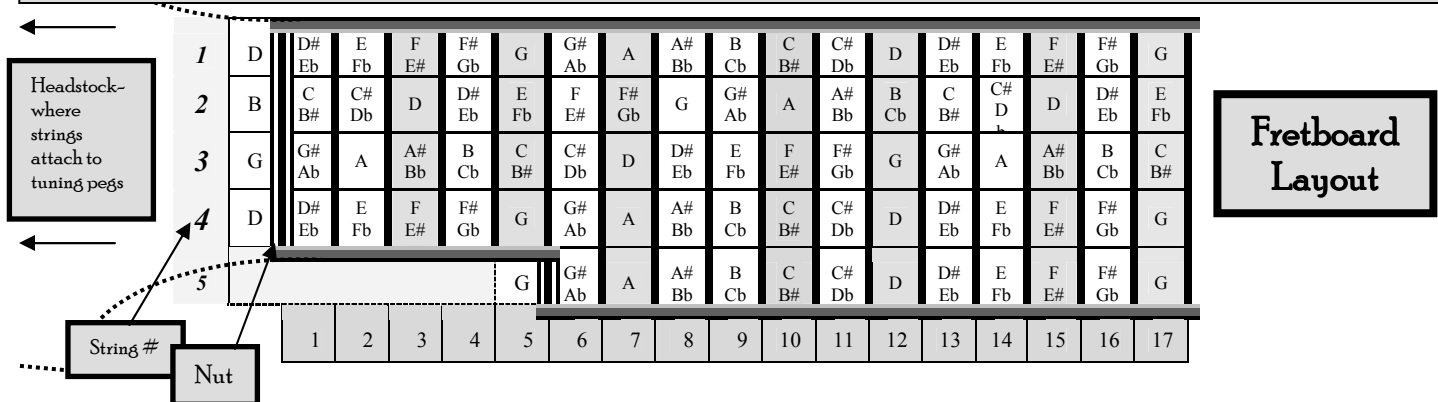 1 D D# E F F# G G# A A# B C C# D D# E F F# G
Eb Fb E# Gb Ab Bb Cb B# Db Eb Fb E# Gb
2 B C C# D D# E F F# G G# A A# B C C# D D# E
B# Db Eb Fb E# Gb Ab Bb Cb B# D Eb Fb
3 G G# A A# B C C# D D# E F F# G G# A A# B C
Ab Bb Cb B# Db Eb Fb E# Gb Ab Bb Cb B#
4 D D# E F F# G G# A A# B C C# D D# E F F# G
Eb Fb E# Gb Ab Bb Cb B# Db Eb Fb E# Gb
5 G G# A A# B C C# D D# E F F# G
Ab Bb Cb B# Db Eb Fb E# Gb
1 2 3 4 5 6 7 8 9 10 11 12 13 14 15 16 17
Headstock-
where
strings
attach to
tuning pegs
String #
Nut
Fretboard
Layout